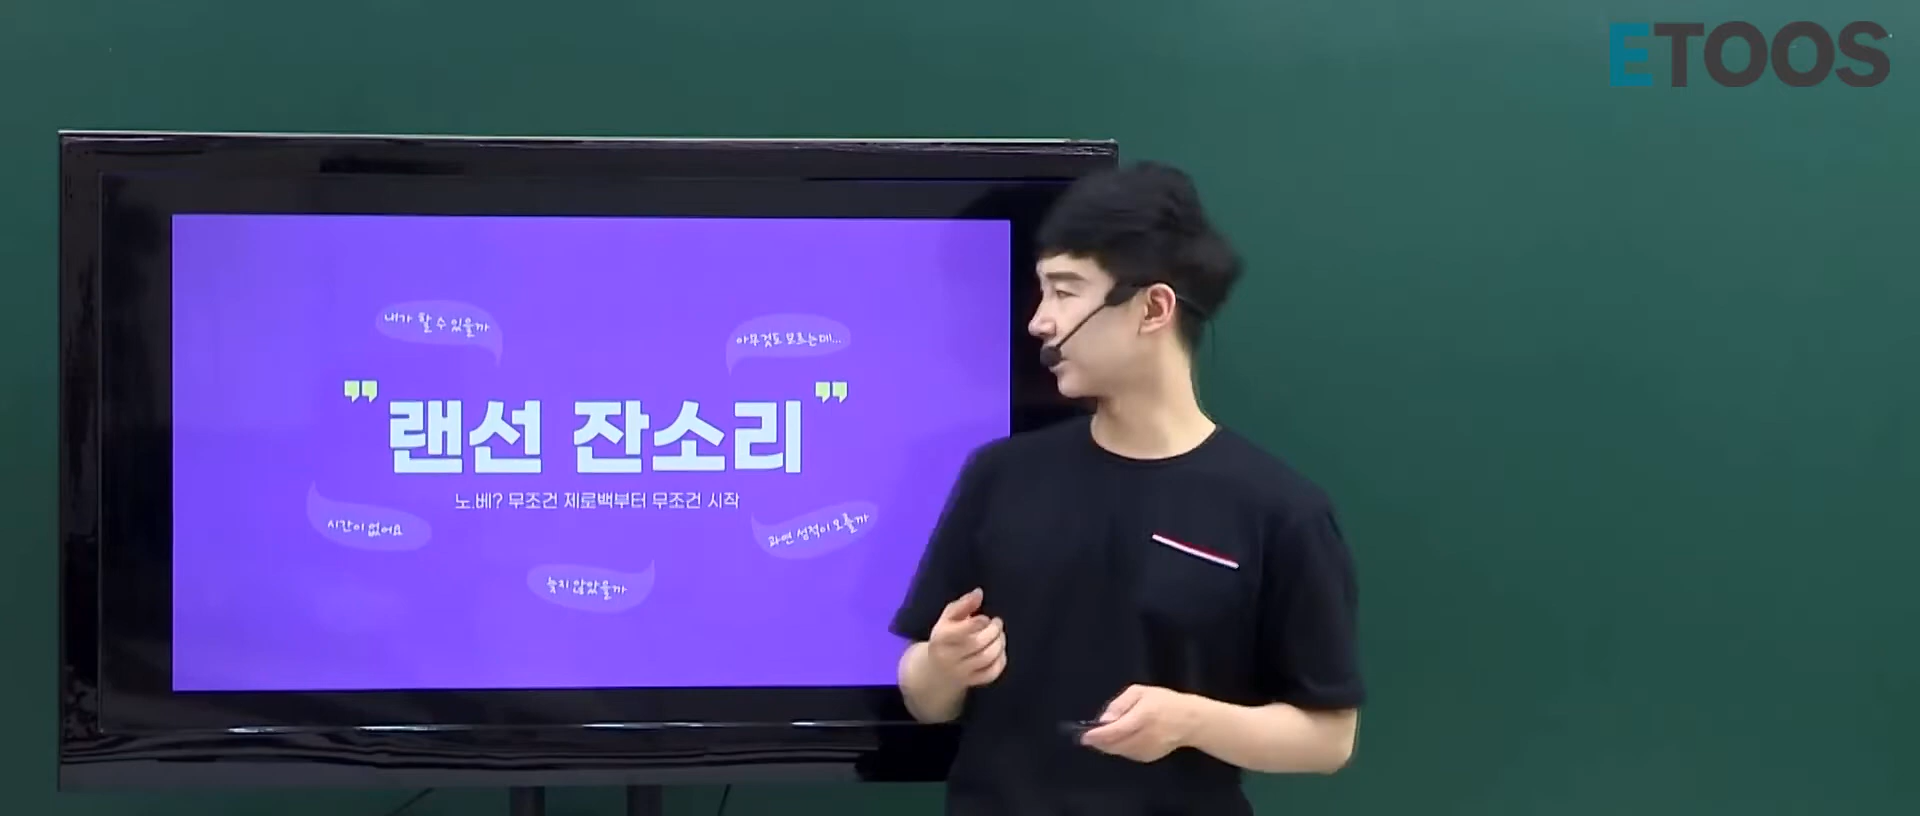 ETOOS
내가 할 수 있을까
아무것도 모르는데...
"랜선 잔소리"
노.베? 무조건 제로백부터 무조건 시작
시간이 없어요
과연 성적이 오를까
늦지 않았을까